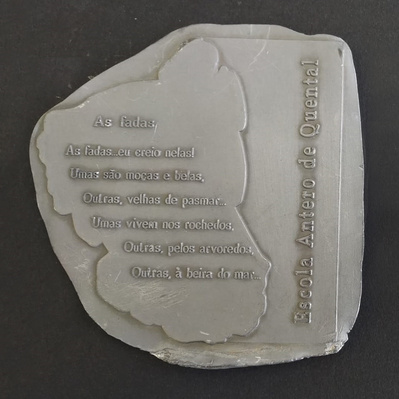 As fadas
As fadas...eu creio nelas!
Umas são moças e belas,
Outras, velhas de pasmar...
Umas vivem nos rochedos,
Outras, pelos arvoredos,
Outras, à beira do mar...
Escola Antero de Quental